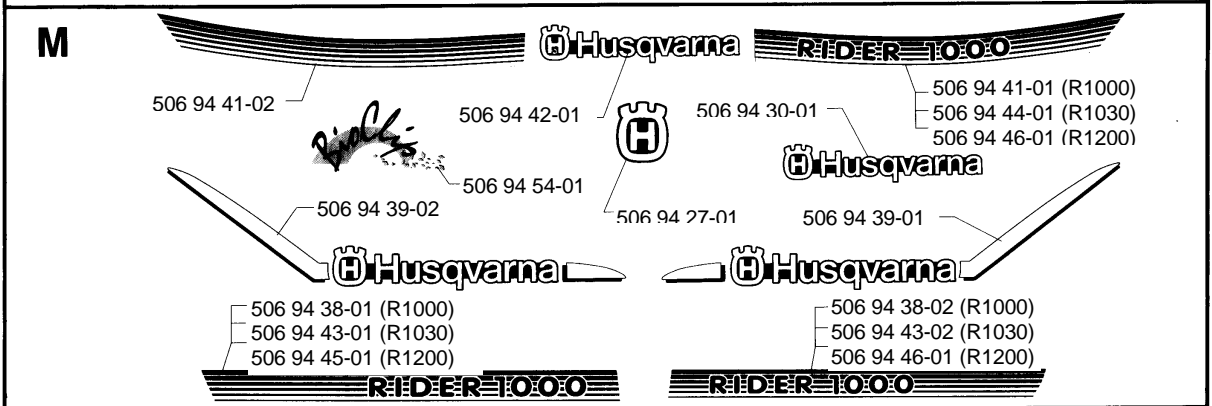 M
Husqvarna
RIDER 1000
506 94 41-02
506 94 42-01
506 94 30-01
506 94 41-01 (R1000)
506 94 44-01 (R1030)
506 94 46-01 (R1200)
BioClip
H
Husqvarna
506 94 54-01
506 94 39-02
506 94 27-01
506 94 39-01
Husqvarna
Husqvarna
506 94 38-01 (R1000)
506 94 43-01 (R1030)
506 94 45-01 (R1200)
506 94 38-02 (R1000)
506 94 43-02 (R1030)
506 94 46-01 (R1200)
RIDER 1000
RIDER 1000